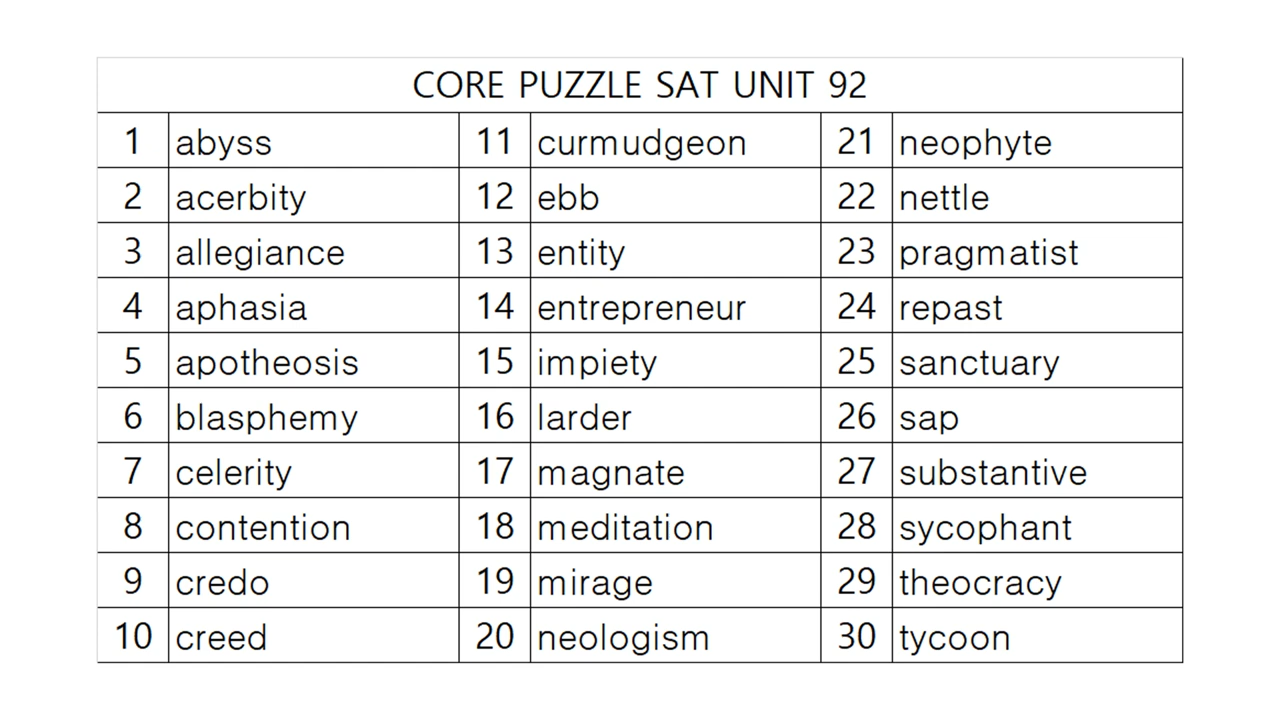 CORE PUZZLE SAT UNIT 92
1 abyss 11 curmudgeon 21 neophyte
2 acerbity 12 ebb 22 nettle
3 allegiance 13 entity 23 pragmatist
4 aphasia 14 entrepreneur 24 repast
5 apotheosis 15 impiety 25 sanctuary
6 blasphemy 16 larder 26 sap
7 celerity 17 magnate 27 substantive
8 contention 18 meditation 28 sycophant
9 credo 19 mirage 29 theocracy
10 creed 20 neologism 30 tycoon